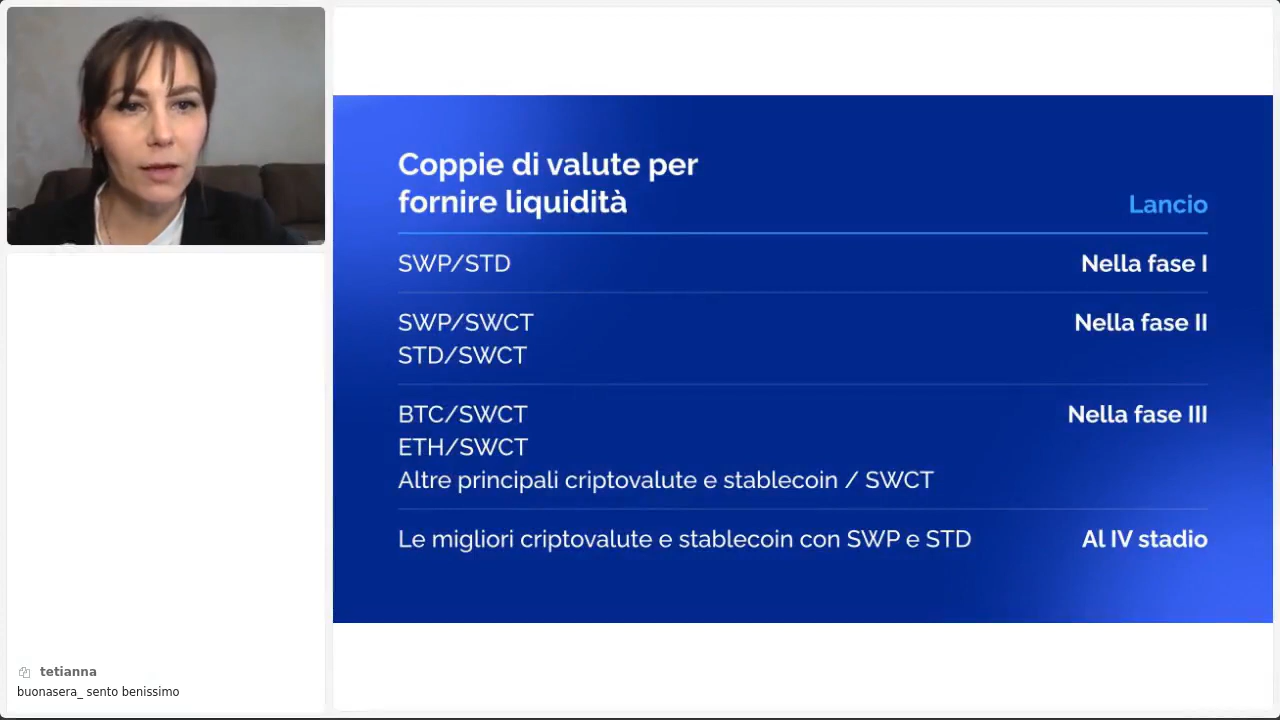 Coppie di valute per
fornire liquidità
Lancio
SWP/STD
Nella fase I
SWP/SWCT
Nella fase II
STD/SWCT
BTC/SWCT
Nella fase III
ETH/SWCT
Altre principali criptovalute e stablecoin / SWCT
Le migliori criptovalute e stablecoin con SWP e STD
Al IV stadio
tetianna
buonasera_ sento benissimo